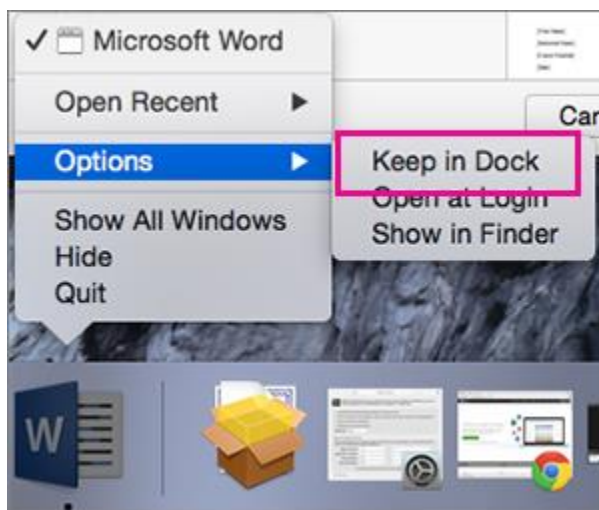 Microsoft Word
Open Recent
Options
Show All Windows
Hide
Quit
Keep in Dock
Open at Login
Show in Finder
Car
W